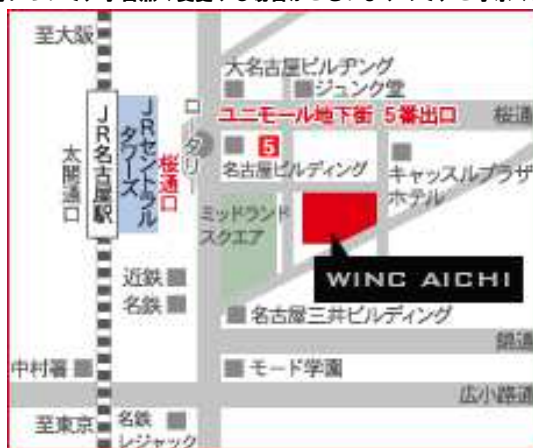 至大阪
大名古屋ビルヂング
ジュンク堂
ユニモール地下街 5番出口
桜通
JR名古屋駅
JRセントラル
タワーズ
桜通口
ロータリー
太閤通口
5
名古屋ビルディング
キャッスルプラザ
ホテル
ミッドランド
スクエア
WINC AICHI
近鉄
名鉄
名古屋三井ビルディング
錦通
中村署
モード学園
広小路通
至東京
名鉄
レジャック